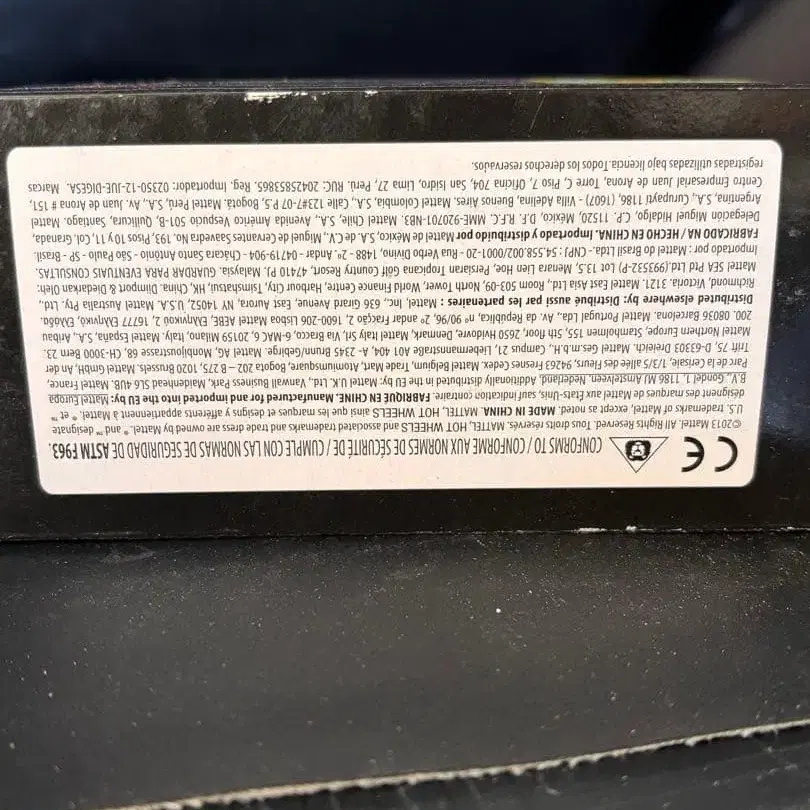 CE CONFORMS TO / CONFORME AUX NORMES DE SÉCURITÉ DE / CUMPLE CON LAS NORMAS DE SEGURIDAD DE ASTM F963.
©2013 Mattel. All Rights Reserved. Tous droits réservés. MATTEL, HOT WHEELS and associated trademarks and trade dress are owned by Mattel. ® and ™ designate
U.S. trademarks of Mattel, except as noted. MADE IN CHINA. MATTEL, HOT WHEELS ainsi que les marques et designs y afférents appartiennent à Mattel. ® et ™
désignent des marques de Mattel aux États-Unis, sauf indication contraire. FABRIQUÉ EN CHINE. Manufactured for and imported into the EU by: Mattel Europa
B.V., Gondel 1, 1186 MJ Amstelveen, Nederland. Additionally distributed in the EU by: Mattel U.K. Ltd., Vanwall Business Park, Maidenhead SL6 4UB. Mattel France,
Parc de la Cerisaie, 1/3/5 allée des Fleurs, 94263 Fresnes Cedex. Mattel Belgium, Trade Mart, Atomiumsquare, Bogota 202 – B 275, 1020 Brussels. Mattel GmbH, An der
Trift 75, D-63303 Dreieich. Mattel Ges.m.b.H., Campus 21, Liebermannstraße A01 404, A- 2345 Brunn/Gebirge. Mattel AG, Monbijoustrasse 68, CH-3000 Bern 23.
Mattel Northern Europe, Stamholmen 155, 5th floor, 2650 Hvidovre, Denmark. Mattel Italy Srl, Via Bracco, 6-MAC 6, 20159 Milano, Italy. Mattel España, S.A., Aribau
200. 08036 Barcelona. Mattel Portugal Lda., Av. da República, nº 90/96, 2º andar Fracção 2, 1600-206 Lisboa Mattel AEBE, Ελληνικού 2, 16777 Ελληνικό, Ελλάδα.
Distributed elsewhere by: Distribué aussi par les partenaires : Mattel, Inc., 636 Girard Avenue, East Aurora, NY 14052, U.S.A. Mattel Australia Pty. Ltd.,
Richmond, Victoria. 3121. Mattel East Asia Ltd., Room 503-09, North Tower, World Finance Centre, Harbour City, Tsimshatsui, HK, China. Diimport & Diedarkan Oleh:
Mattel SEA Ptd Ltd.(993532-P) Lot 13.5, Menara Lien Hoe, Persiaran Tropicana Golf Country Resort, 47410 PJ. Malaysia. GUARDAR PARA EVENTUAIS CONSULTAS.
Importado por : Mattel do Brasil Ltda.- CNPJ : 54.558.002/0001-20 - Rua Verbo Divino, 1488 - 2º. Andar - 04719-904 - Chácara Santo Antônio - São Paulo - SP - Brasil.
FABRICADO NA / HECHO EN CHINA. Importado y distribuido por Mattel de México, S.A. de C.V., Miguel de Cervantes Saavedra No. 193, Pisos 10 y 11, Col. Granada,
Delegación Miguel Hidalgo, C.P. 11520, México, D.F. R.F.C. MME-920701-NB3. Mattel Chile, S.A., Avenida Américo Vespucio 501-B, Quilicura, Santiago. Mattel
Argentina, S.A., Curupaytí 1186, (1607) - Villa Adelina, Buenos Aires. Mattel Colombia, S.A., Calle 123#7-07 P.5, Bogotá. Mattel Perú, S.A., Av. Juan de Arona # 151,
Centro Empresarial Juan de Arona, Torre C, Piso 7, Oficina 704, San Isidro, Lima 27, Perú. RUC: 20425853865. Reg. Importador: 02350-12-JUE-DIGESA. Marcas
registradas utilizadas bajo licencia. Todos los derechos reservados.